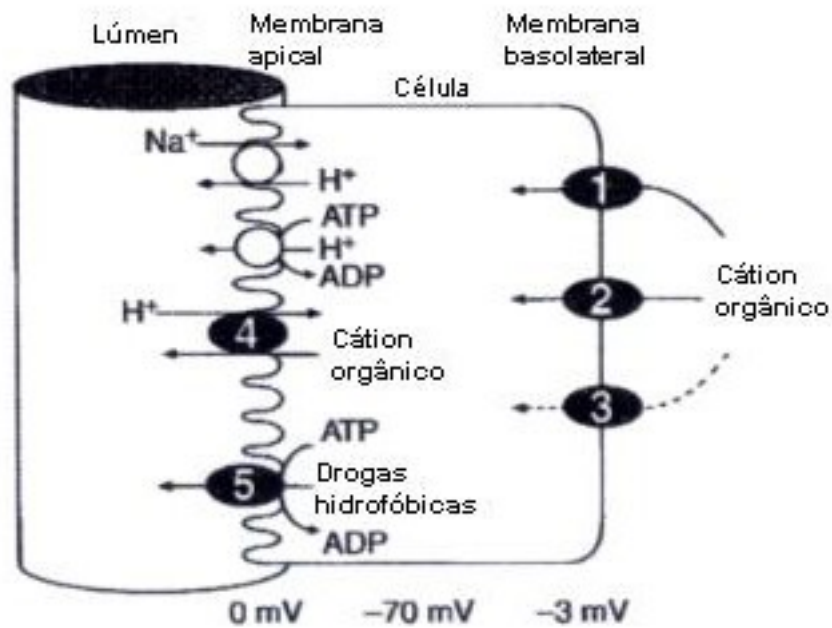 Lúmen
Membrana
apical
Membrana
basolateral
Célula
Na⁺
H⁺
ATP
H⁺
ADP
H⁺
4
Cátion
orgânico
ATP
5
Drogas
hidrofóbicas
ADP
1
2
3
Cátion
orgânico
0 mV
−70 mV
−3 mV